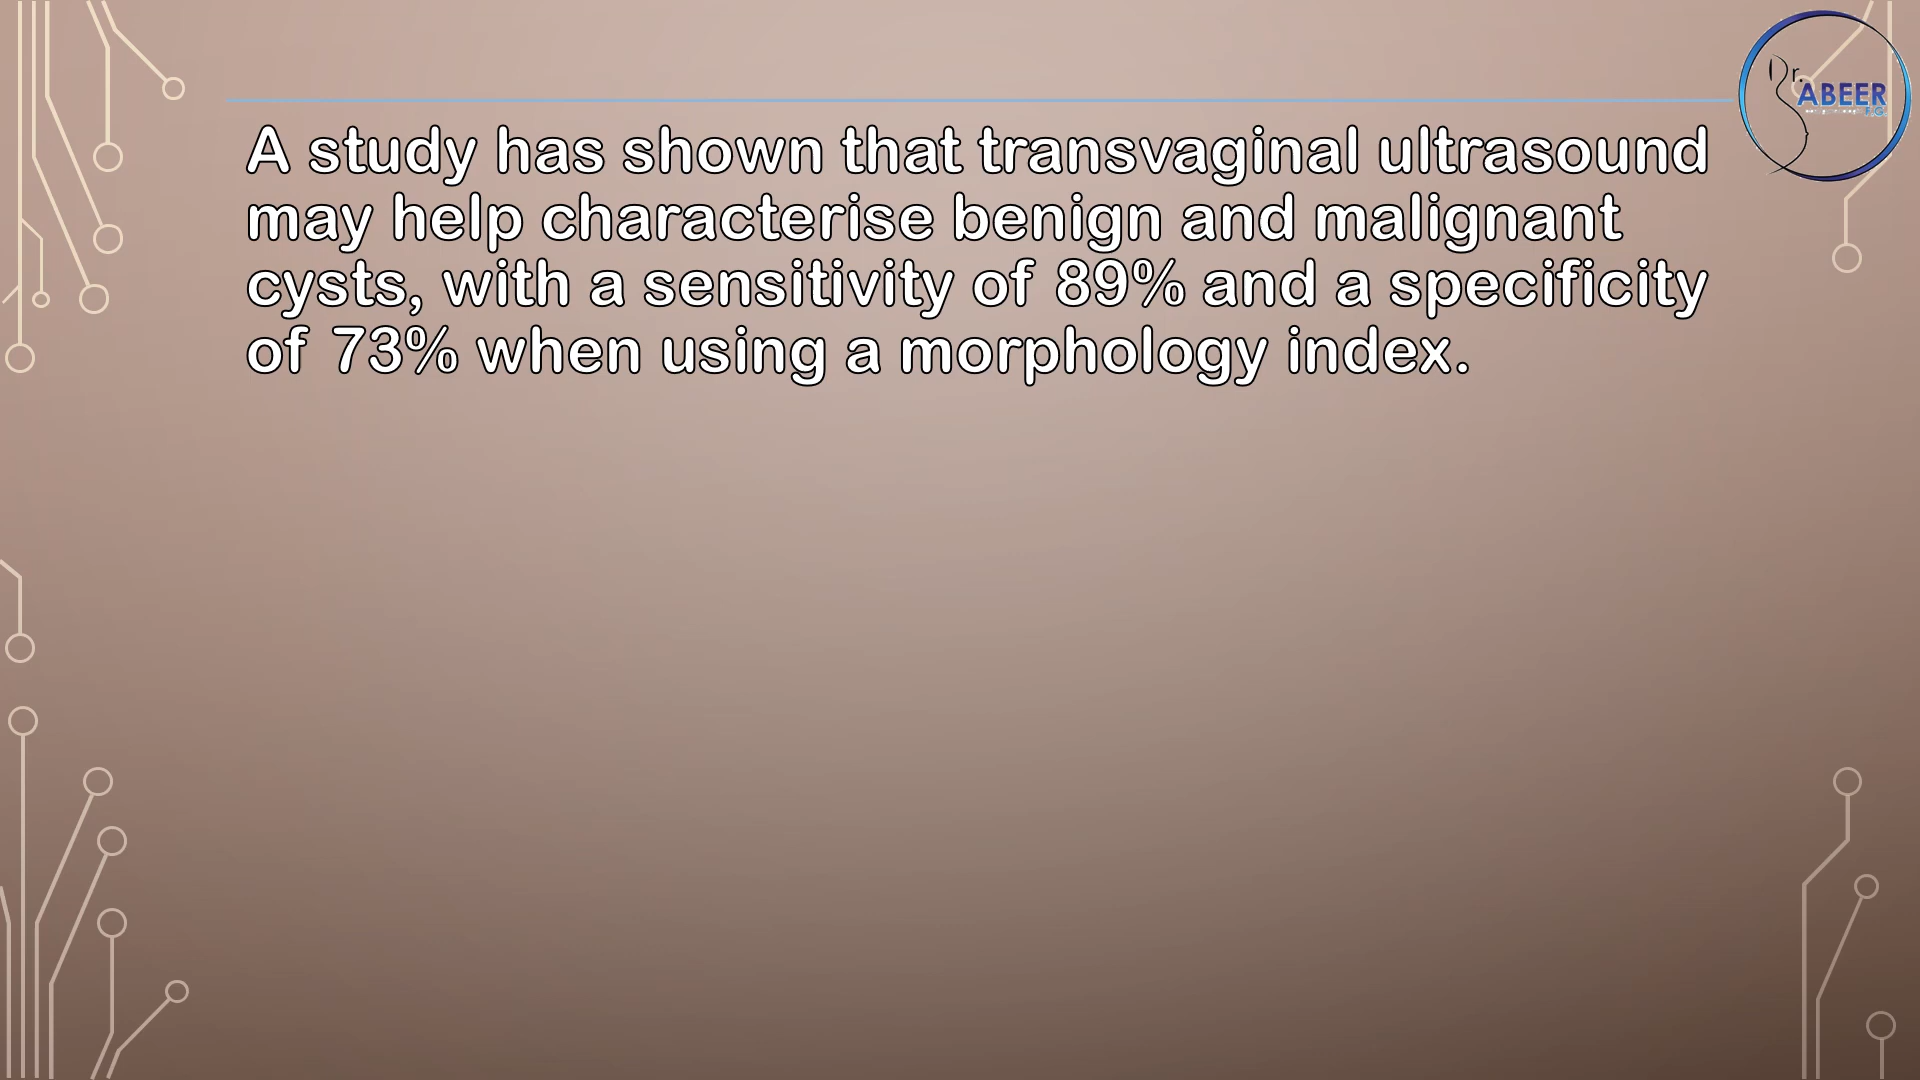 Dr.
ABEER
F.G.
A study has shown that transvaginal ultrasound
may help characterise benign and malignant
cysts, with a sensitivity of 89% and a specificity
of 73% when using a morphology index.